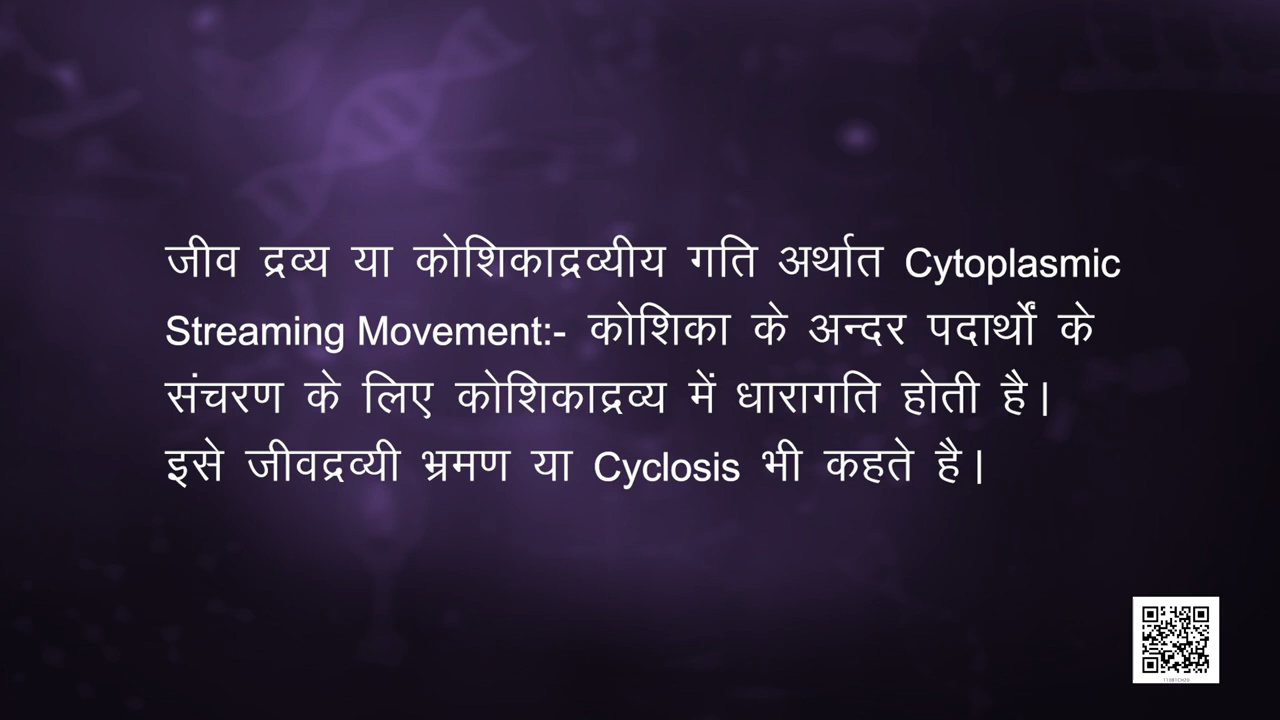 जीव द्रव्य या कोशिकाद्रव्यीय गति अर्थात Cytoplasmic
Streaming Movement:- कोशिका के अन्दर पदार्थों के
संचरण के लिए कोशिकाद्रव्य में धारागति होती है।
इसे जीवद्रव्यी भ्रमण या Cyclosis भी कहते है।